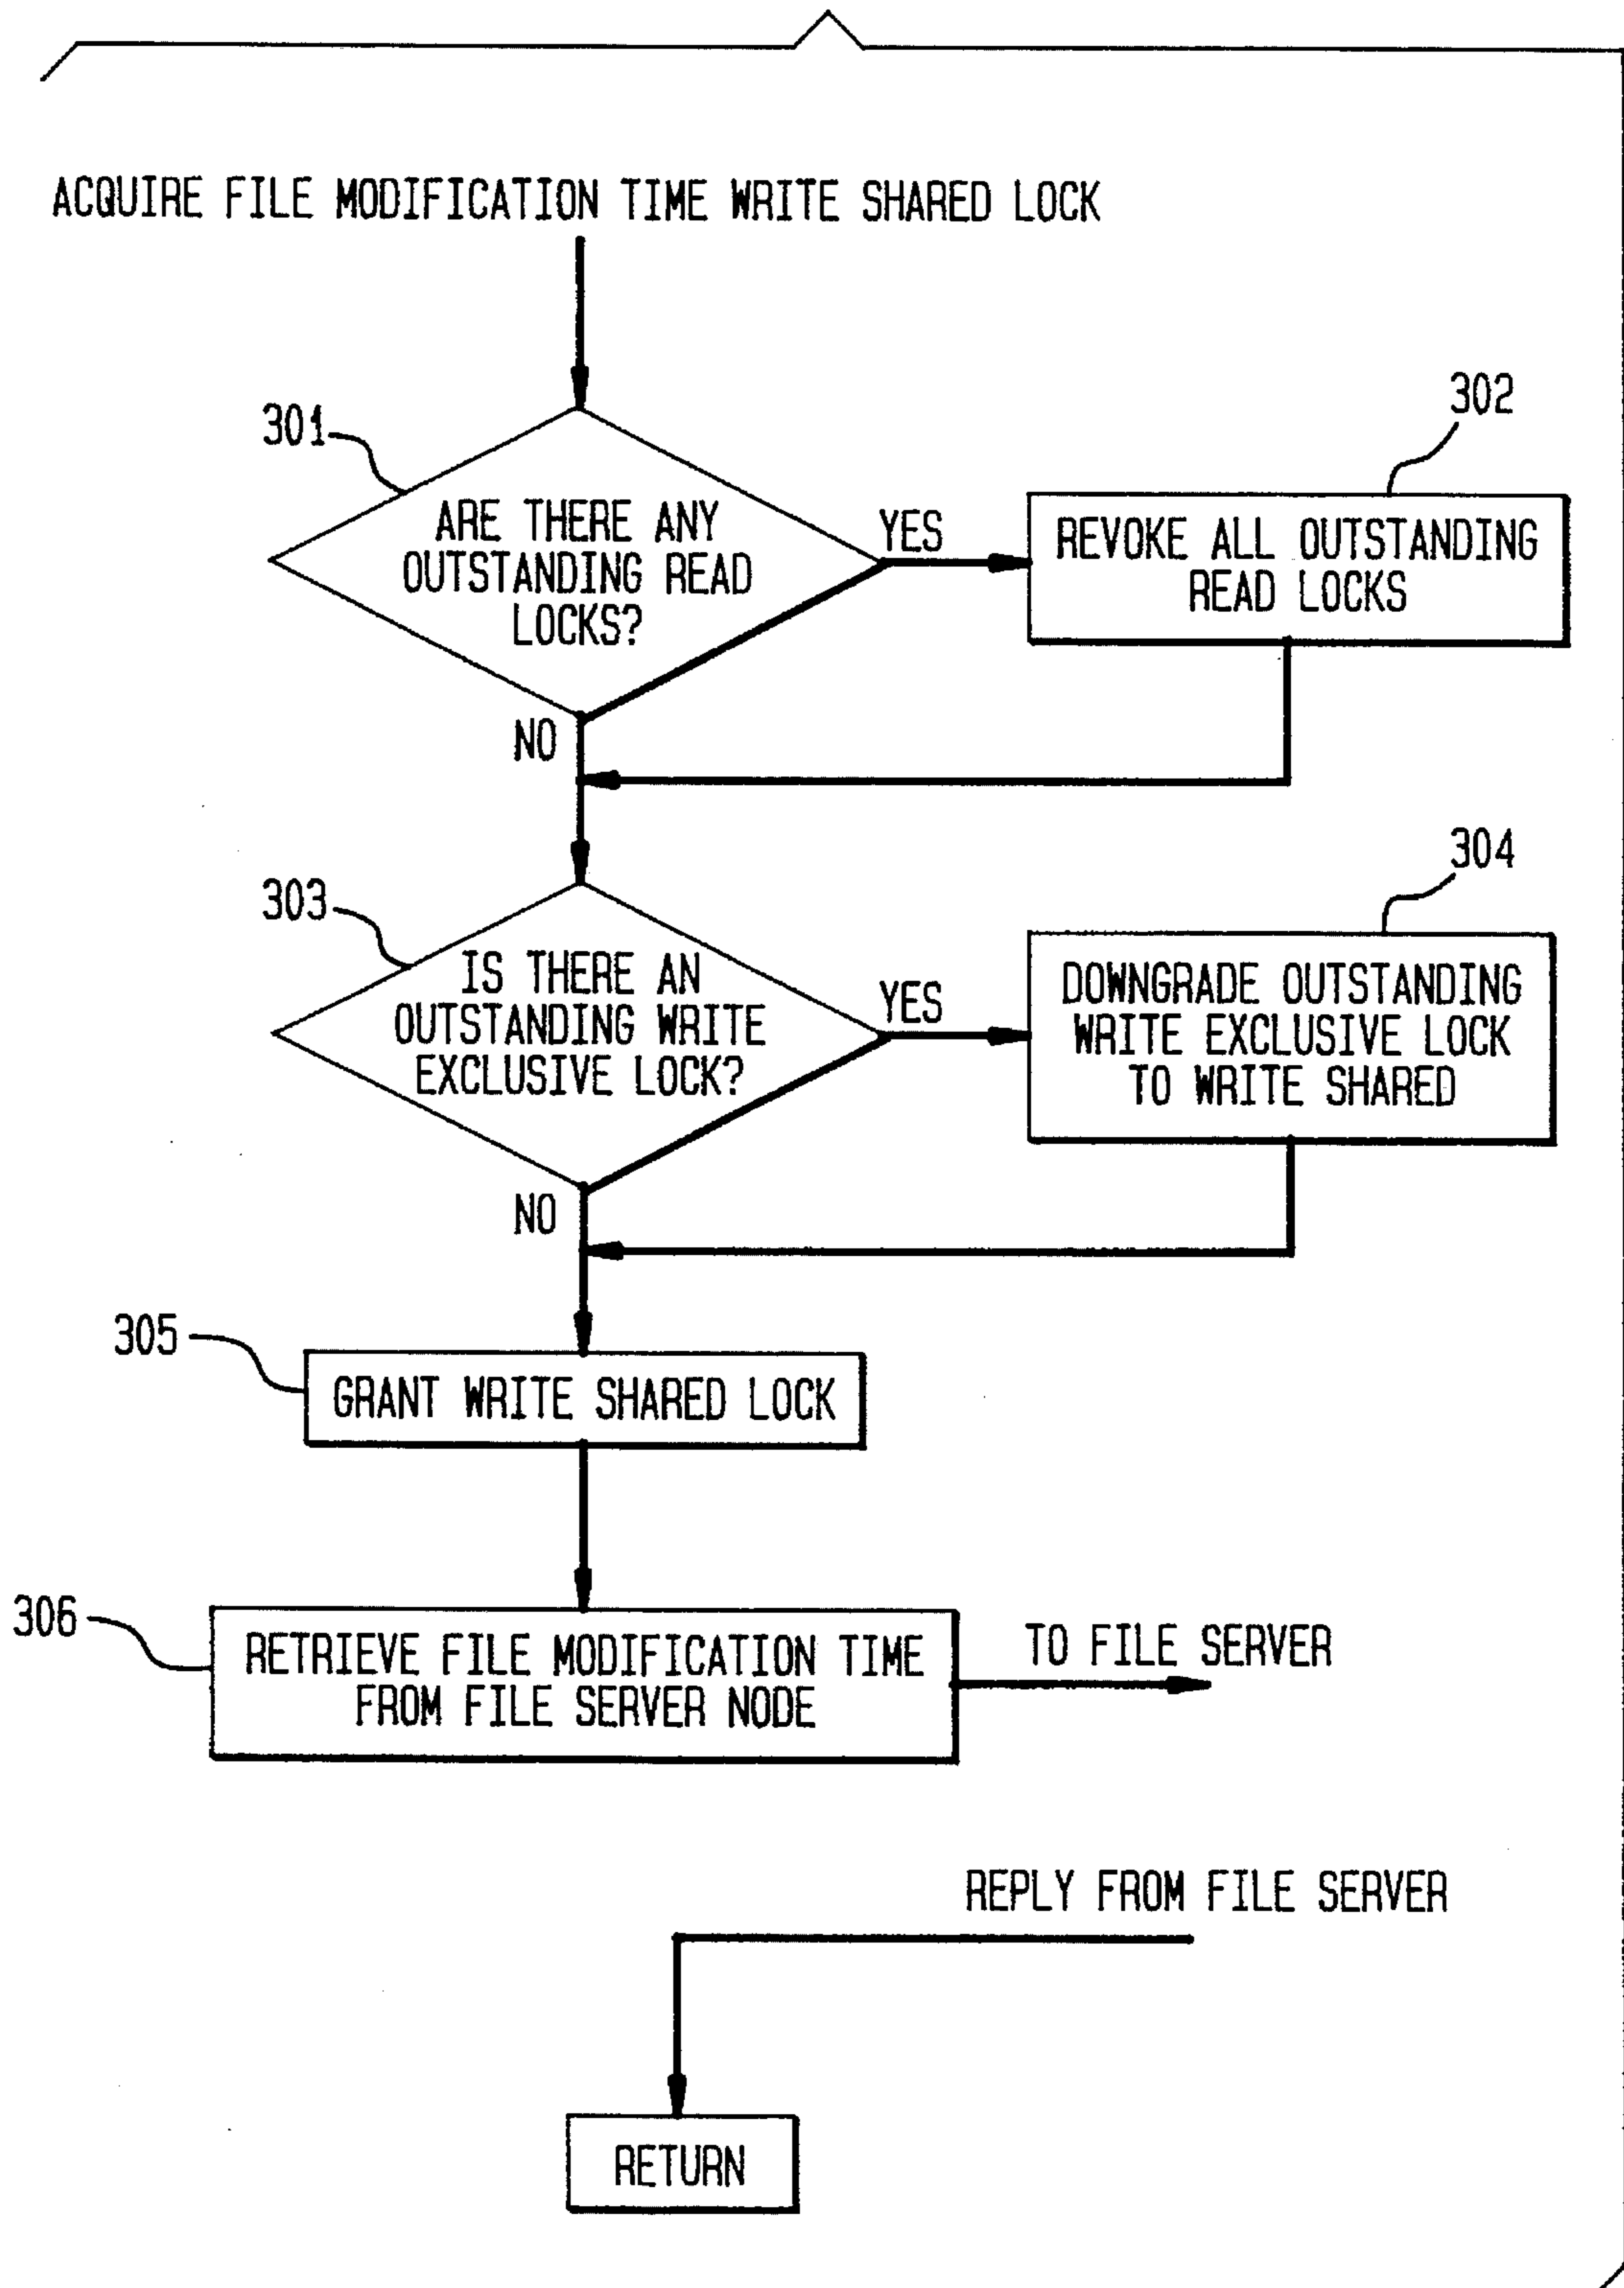 ACQUIRE FILE MODIFICATION TIME WRITE SHARED LOCK
301
ARE THERE ANY
OUTSTANDING READ
LOCKS?
YES
302
REVOKE ALL OUTSTANDING
READ LOCKS
NO
303
IS THERE AN
OUTSTANDING WRITE
EXCLUSIVE LOCK?
YES
304
DOWNGRADE OUTSTANDING
WRITE EXCLUSIVE LOCK
TO WRITE SHARED
NO
305
GRANT WRITE SHARED LOCK
306
RETRIEVE FILE MODIFICATION TIME
FROM FILE SERVER NODE
TO FILE SERVER
REPLY FROM FILE SERVER
RETURN